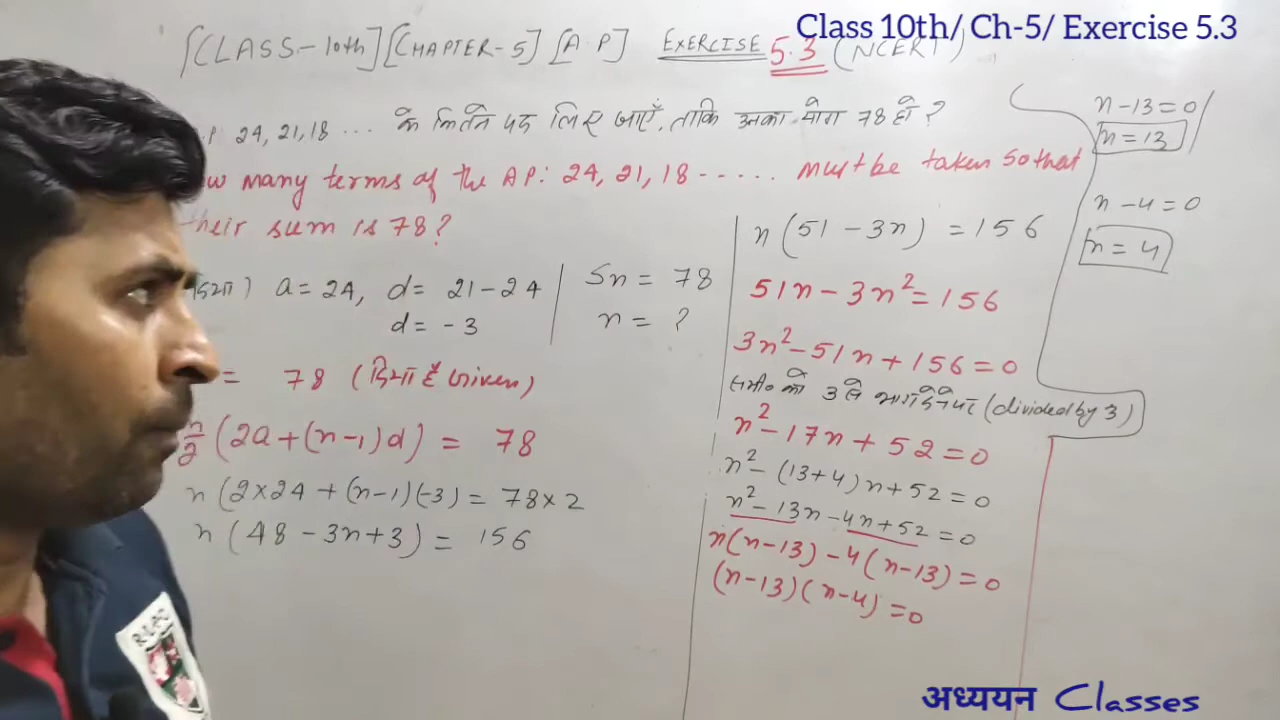 Class 10th/ Ch-5/ Exercise 5.3
[CLASS-10th] [CHAPTER-5] [A.P] EXERCISE 5.3 (NCERT)
24, 21, 18 ... के कितने पद लिए जाएँ, ताकि उनका योग 78 हो ?
many terms of the AP: 24, 21, 18 ..... must be taken so that
their sum is 78?
a = 24, d = 21 - 24
d = -3
Sn = 78
n = ?
= 78 (दिया है Given)
n/2 (2a+(n-1)d) = 78
n (2×24 + (n-1)(-3) = 78×2
n (48 - 3n+3) = 156
n (51 - 3n) = 156
51n - 3n² = 156
3n² - 51n + 156 = 0
को 3 से भाग देने पर (divided by 3)
n² - 17n + 52 = 0
n² - (13+4)n + 52 = 0
n² - 13n - 4n + 52 = 0
n(n-13) - 4(n-13) = 0
(n-13)(n-4) = 0
n - 13 = 0
n = 13
n - 4 = 0
n = 4
अध्ययन Classes